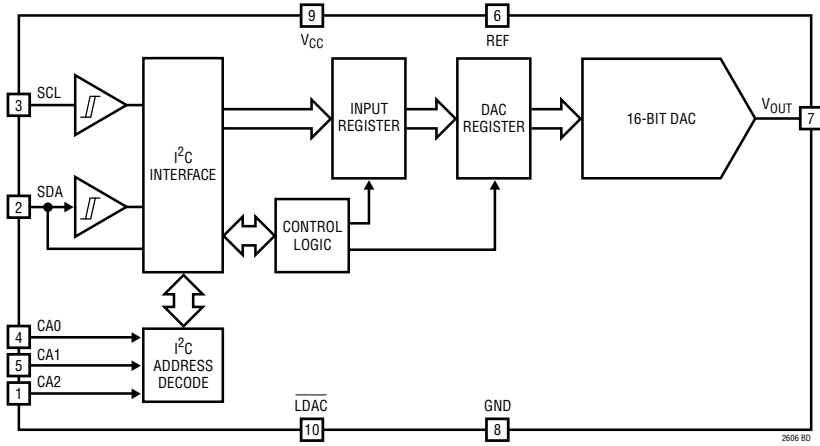 9
V_CC
6
REF
3
SCL
I²C
INTERFACE
INPUT
REGISTER
DAC
REGISTER
16-BIT DAC
V_OUT
7
2
SDA
CONTROL
LOGIC
4
CA0
5
CA1
1
CA2
I²C
ADDRESS
DECODE
L̅D̅A̅C̅
10
GND
8
2606 BD